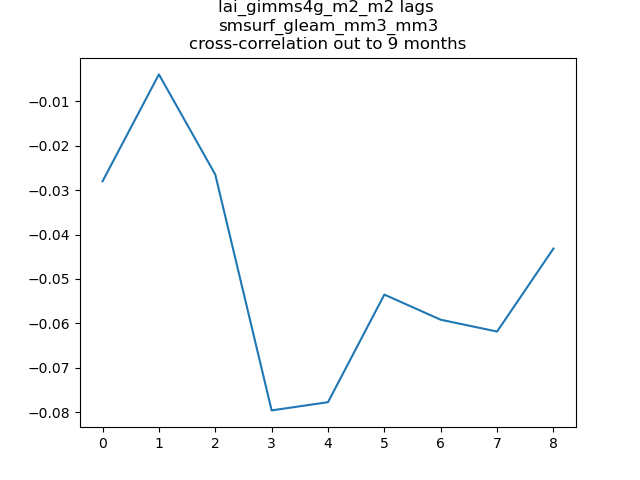 lai_gimms4g_m2_m2 lags
smsurf_gleam_mm3_mm3
cross-correlation out to 9 months
−0.01
−0.02
−0.03
−0.04
−0.05
−0.06
−0.07
−0.08
0 1 2 3 4 5 6 7 8